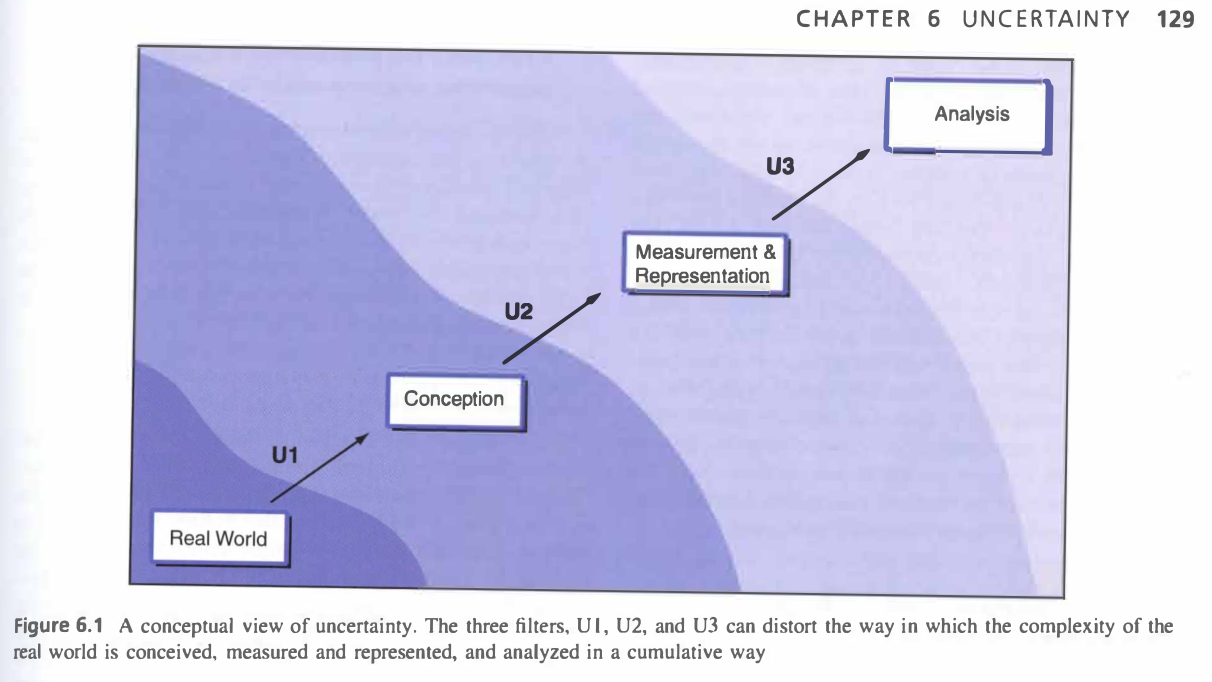 CHAPTER 6 UNCERTAINTY 129
Analysis
U3
Measurement &
Representation
U2
Conception
U1
Real World
Figure 6.1 A conceptual view of uncertainty. The three filters, U1, U2, and U3 can distort the way in which the complexity of the
real world is conceived, measured and represented, and analyzed in a cumulative way